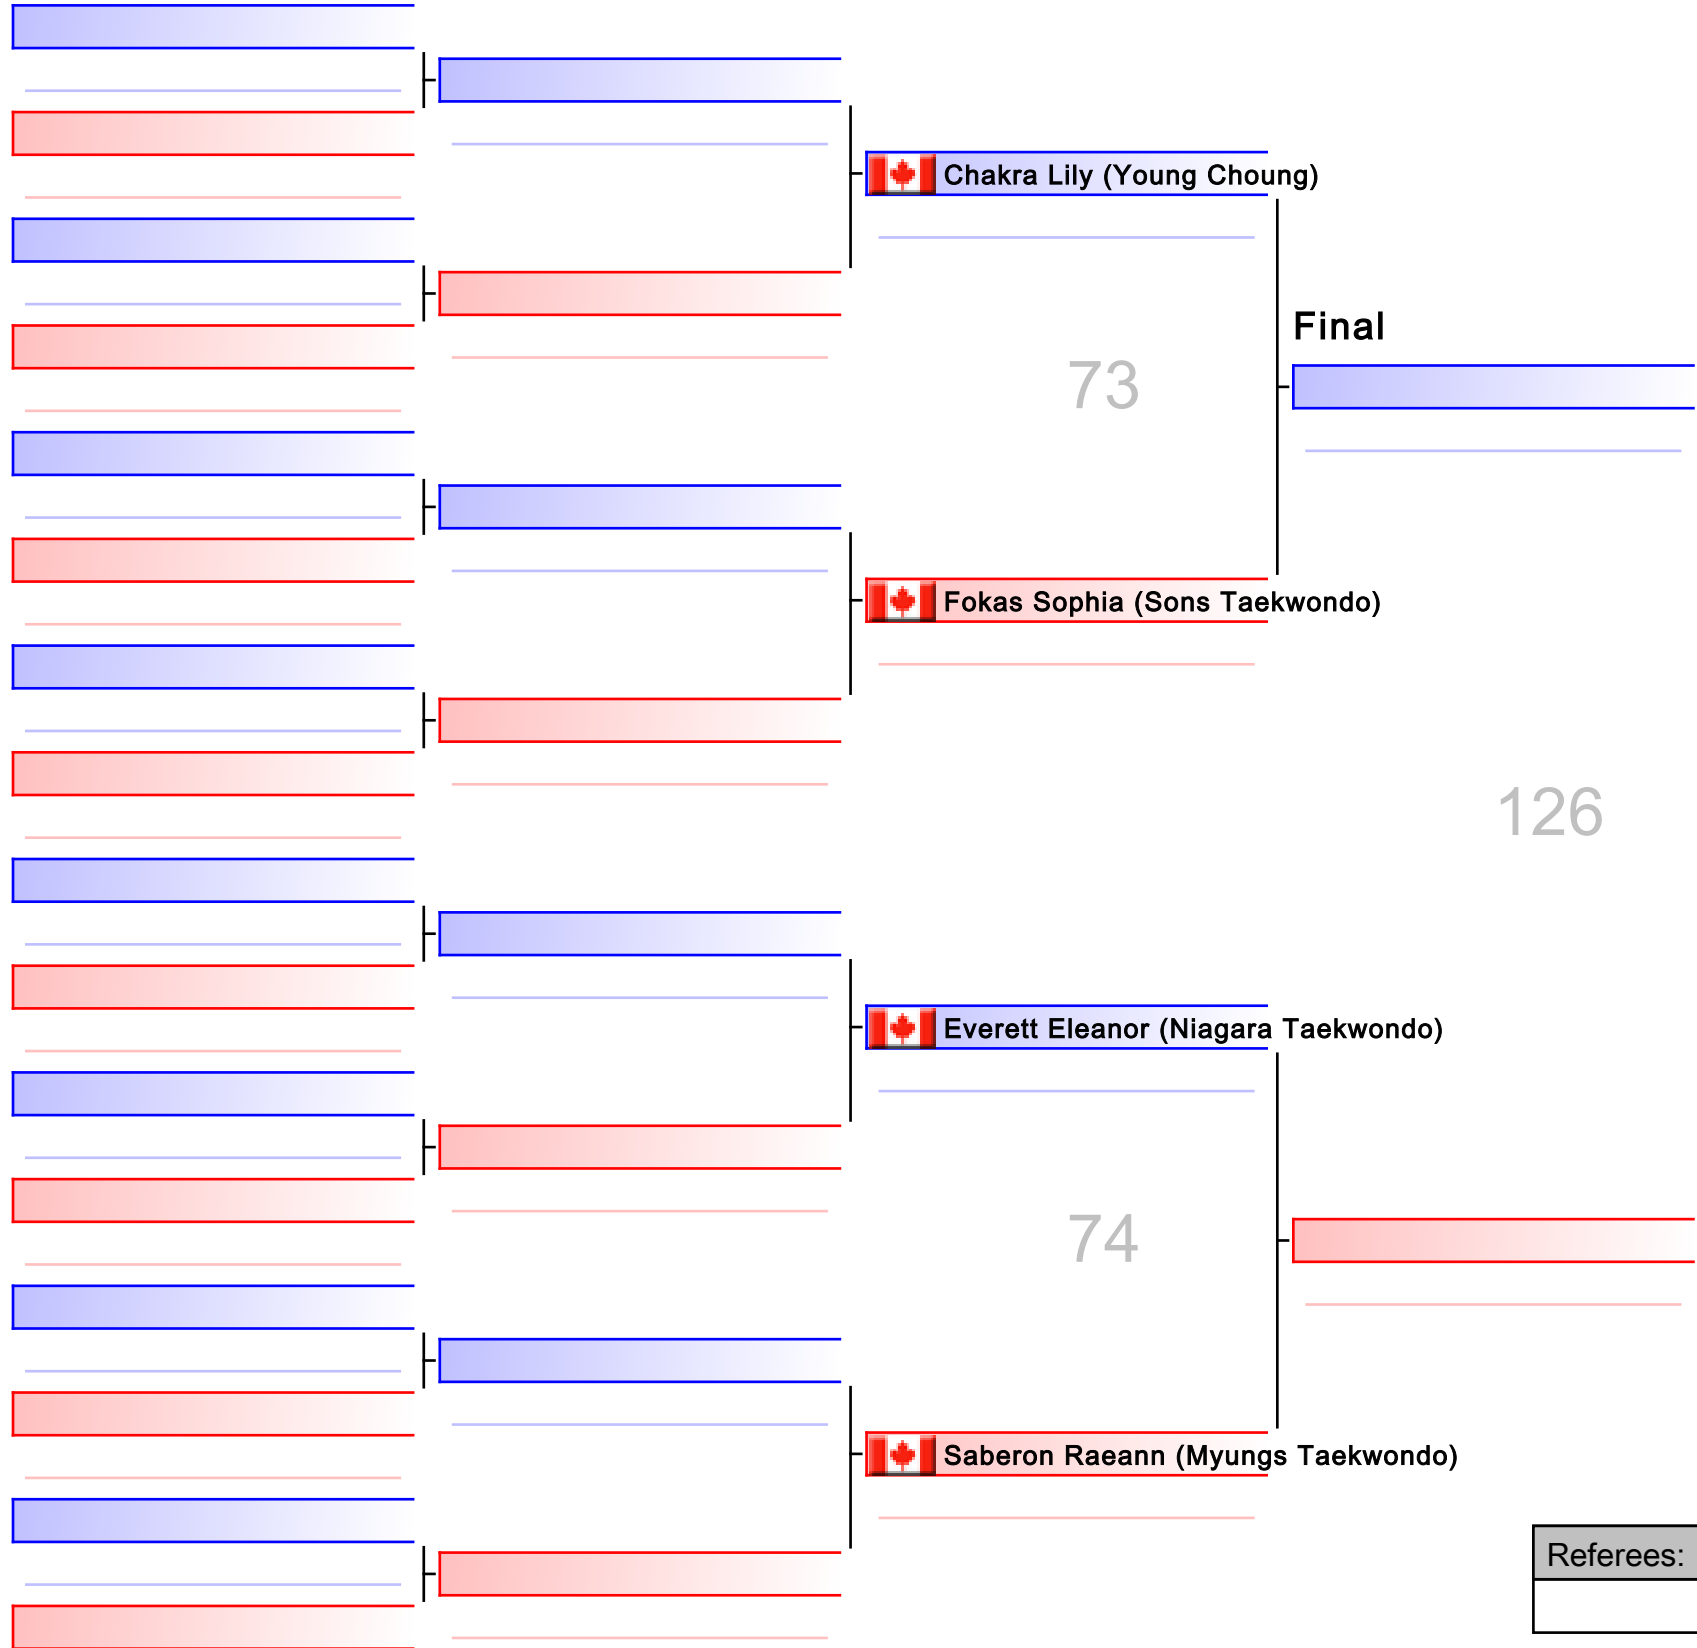 Chakra Lily (Young Choung)
Final
73
Fokas Sophia (Sons Taekwondo)
126
Everett Eleanor (Niagara Taekwondo)
74
Saberon Raeann (Myungs Taekwondo)
Referees: